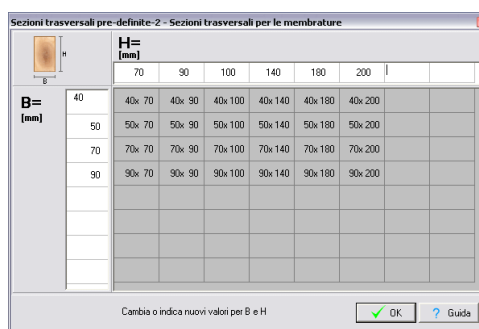 Sezioni trasversali pre-definite-2 - Sezioni trasversali per le membrature
H
B
H=
[mm]
70 90 100 140 180 200
B=
[mm]
40 40x 70 40x 90 40x 100 40x 140 40x 180 40x 200
50 50x 70 50x 90 50x 100 50x 140 50x 180 50x 200
70 70x 70 70x 90 70x 100 70x 140 70x 180 70x 200
90 90x 70 90x 90 90x 100 90x 140 90x 180 90x 200
Cambia o indica nuovi valori per B e H
OK
? Guida